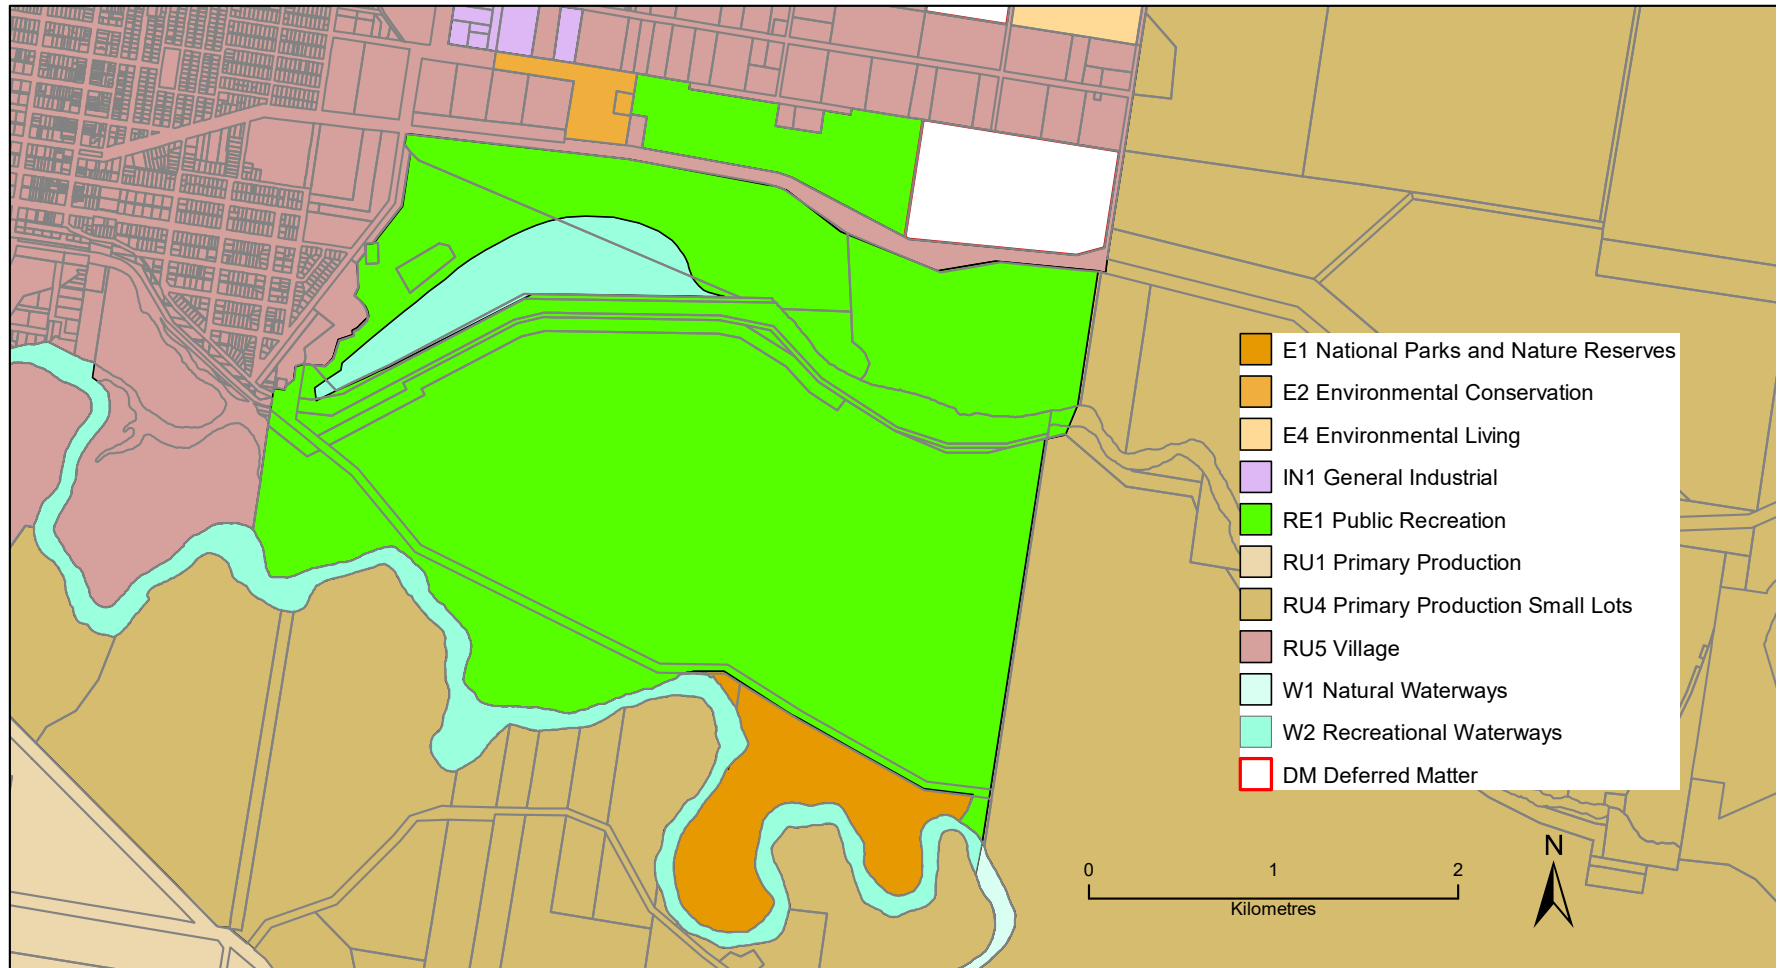 E1 National Parks and Nature Reserves
E2 Environmental Conservation
E4 Environmental Living
IN1 General Industrial
RE1 Public Recreation
RU1 Primary Production
RU4 Primary Production Small Lots
RU5 Village
W1 Natural Waterways
W2 Recreational Waterways
DM Deferred Matter
N
0 1 2
Kilometres